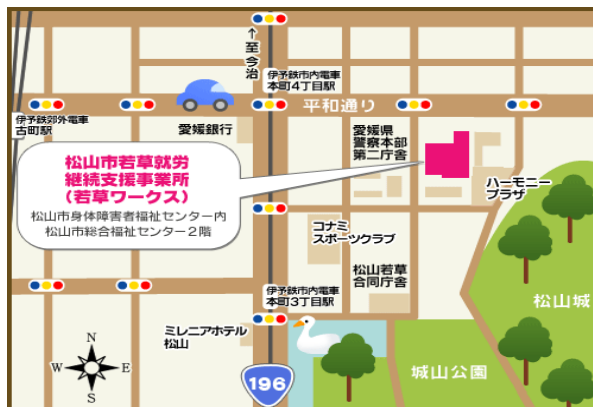 ↑至今治
伊予鉄市内電車
本町4丁目駅
平和通り
伊予鉄郊外電車
古町駅
愛媛銀行
愛媛県
警察本部
第二庁舎
松山市若草就労
継続支援事業所
（若草ワークス）
松山市身体障害者福祉センター内
松山市総合福祉センター２階
ハーモニー
プラザ
コナミ
スポーツクラブ
松山若草
合同庁舎
伊予鉄市内電車
本町3丁目駅
松山城
ミレニアホテル
松山
城山公園
196
N
W
E
S